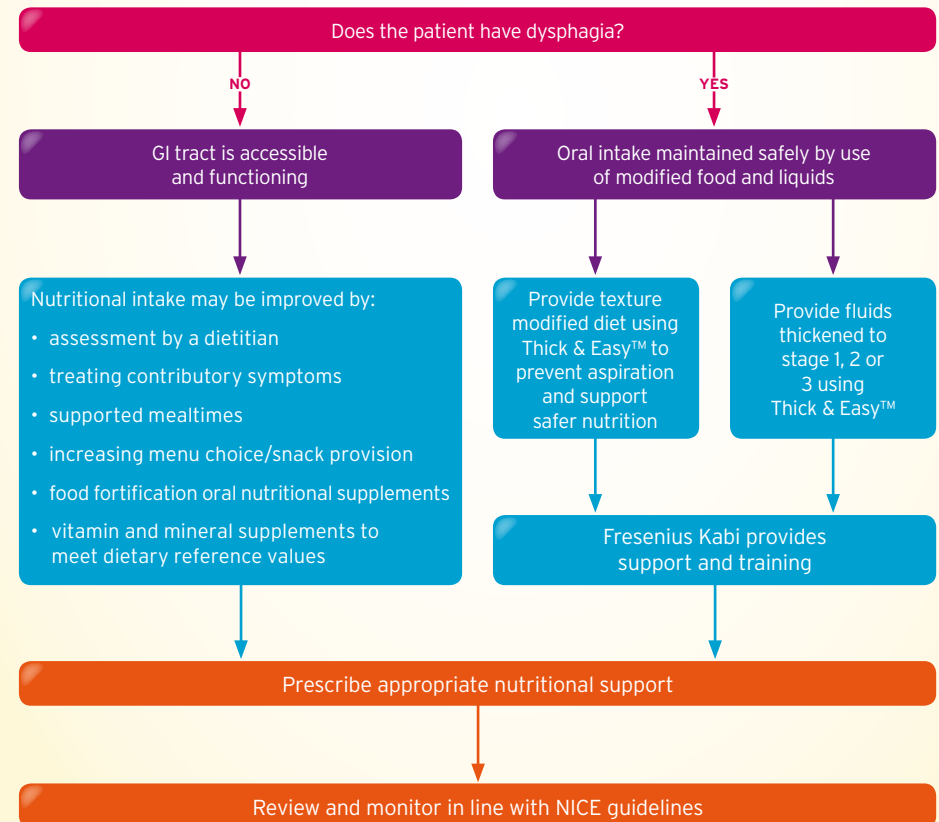 Does the patient have dysphagia?
NO
YES
GI tract is accessible
and functioning
Oral intake maintained safely by use
of modified food and liquids
Nutritional intake may be improved by:
• assessment by a dietitian
• treating contributory symptoms
• supported mealtimes
• increasing menu choice/snack provision
• food fortification oral nutritional supplements
• vitamin and mineral supplements to
meet dietary reference values
Provide texture
modified diet using
Thick & Easy™ to
prevent aspiration
and support
safer nutrition
Provide fluids
thickened to
stage 1, 2 or
3 using
Thick & Easy™
Fresenius Kabi provides
support and training
Prescribe appropriate nutritional support
Review and monitor in line with NICE guidelines